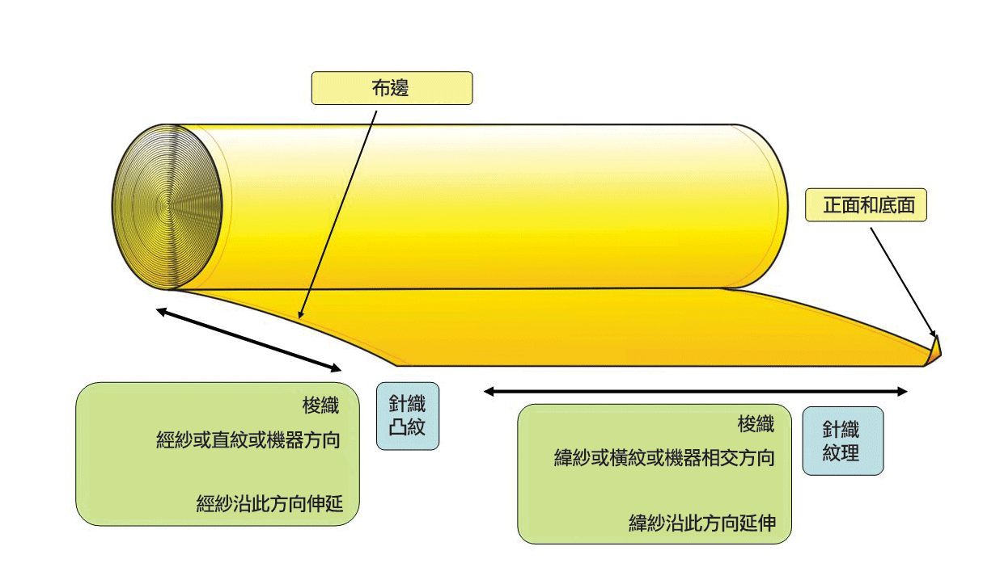 布邊
正面和底面
梭織
經紗或直紋或機器方向
經紗沿此方向伸延
針織
凸紋
梭織
緯紗或橫紋或機器相交方向
緯紗沿此方向延伸
針織
紋理